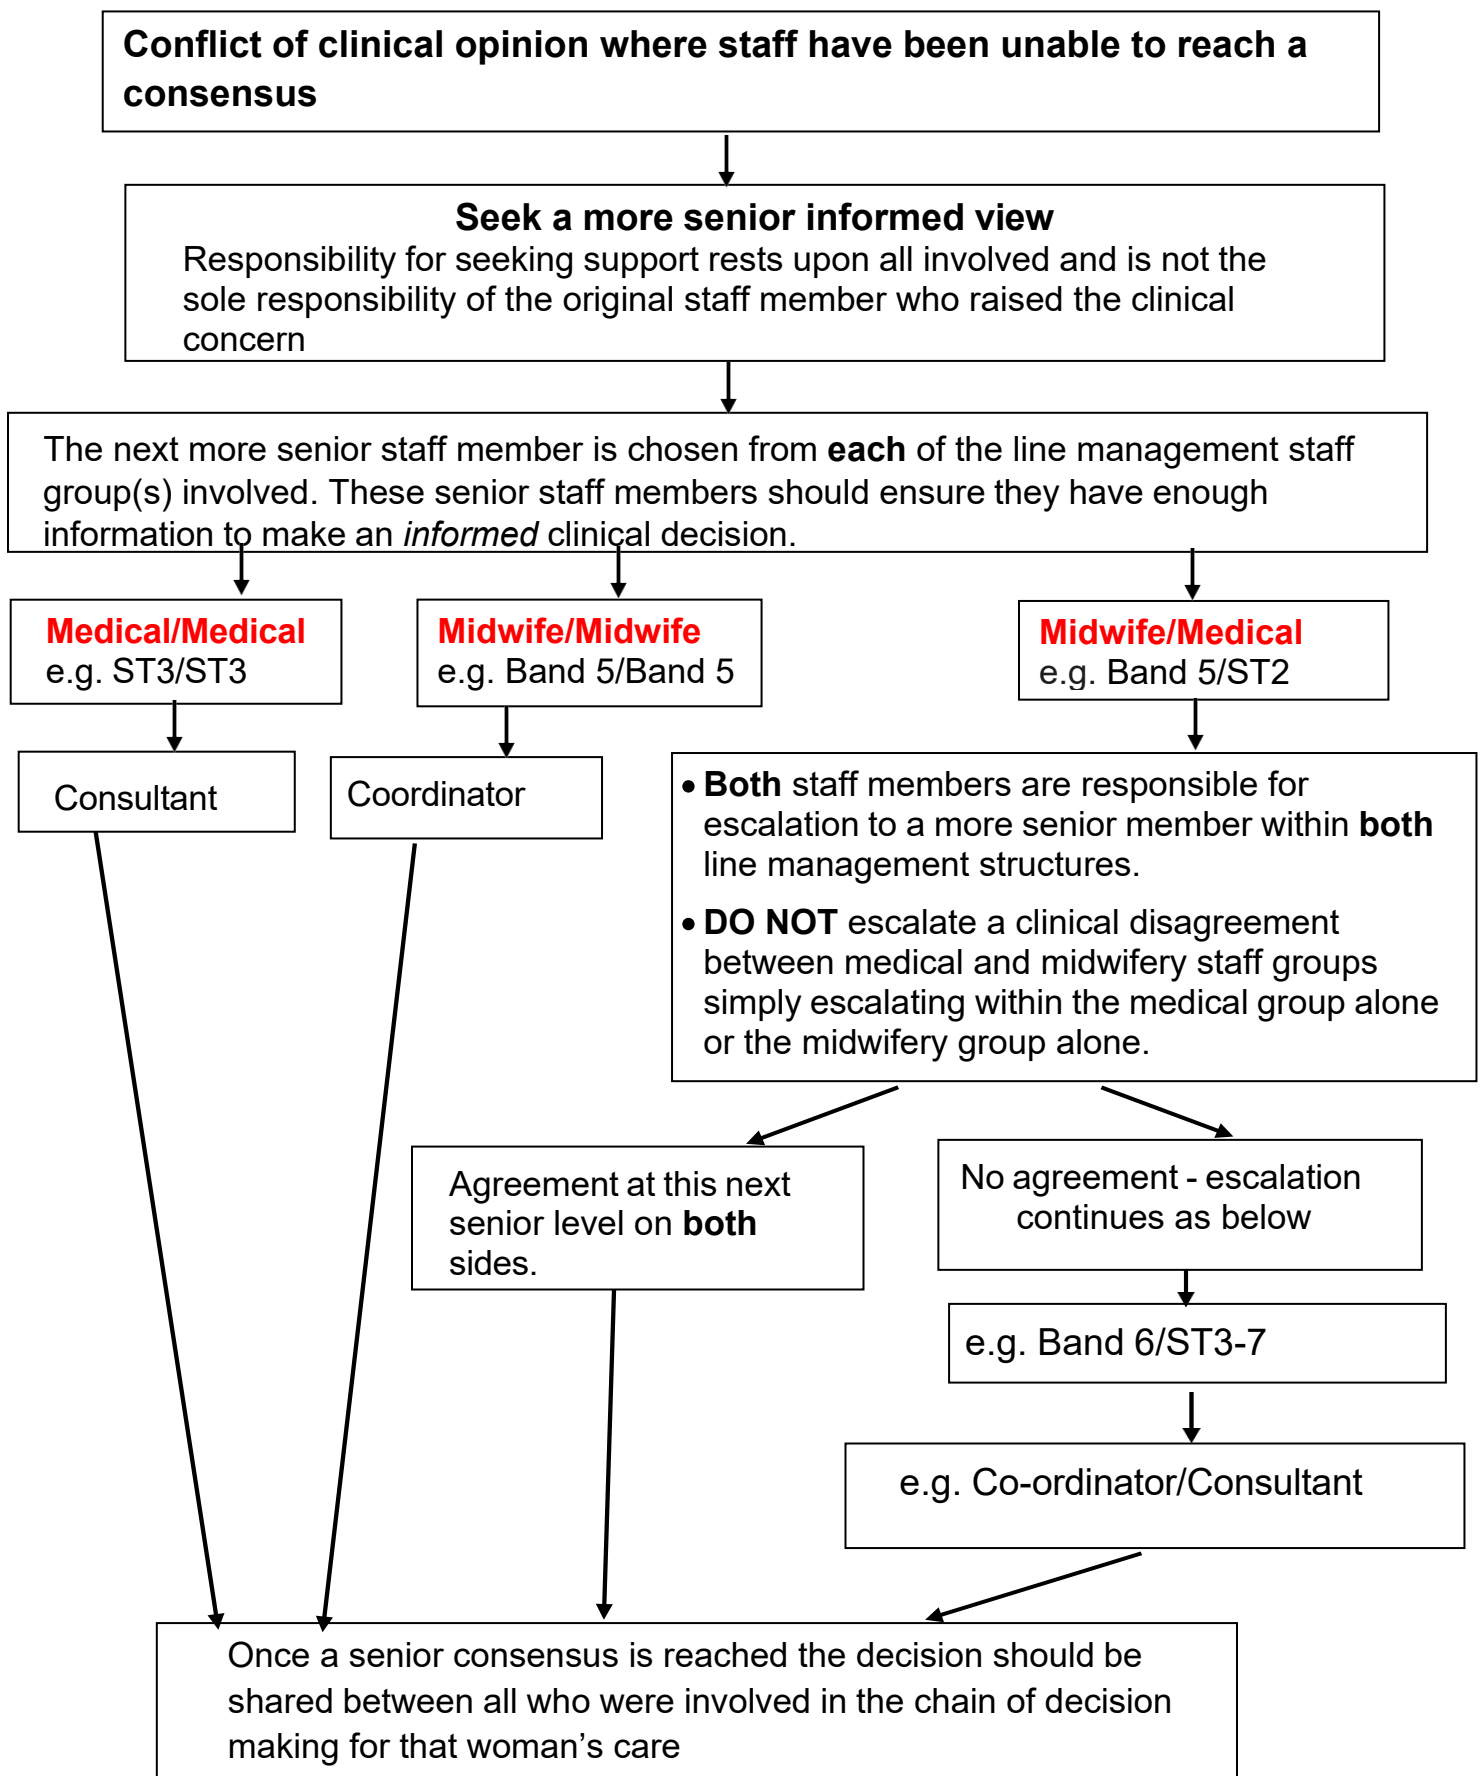 Conflict of clinical opinion where staff have been unable to reach a
consensus
Seek a more senior informed view
Responsibility for seeking support rests upon all involved and is not the
sole responsibility of the original staff member who raised the clinical
concern
The next more senior staff member is chosen from each of the line management staff
group(s) involved. These senior staff members should ensure they have enough
information to make an informed clinical decision.
Medical/Medical
e.g. ST3/ST3
Midwife/Midwife
e.g. Band 5/Band 5
Midwife/Medical
e.g. Band 5/ST2
Consultant
Coordinator
• Both staff members are responsible for
escalation to a more senior member within both
line management structures.
• DO NOT escalate a clinical disagreement
between medical and midwifery staff groups
simply escalating within the medical group alone
or the midwifery group alone.
Agreement at this next
senior level on both
sides.
No agreement - escalation
continues as below
e.g. Band 6/ST3-7
e.g. Co-ordinator/Consultant
Once a senior consensus is reached the decision should be
shared between all who were involved in the chain of decision
making for that woman’s care